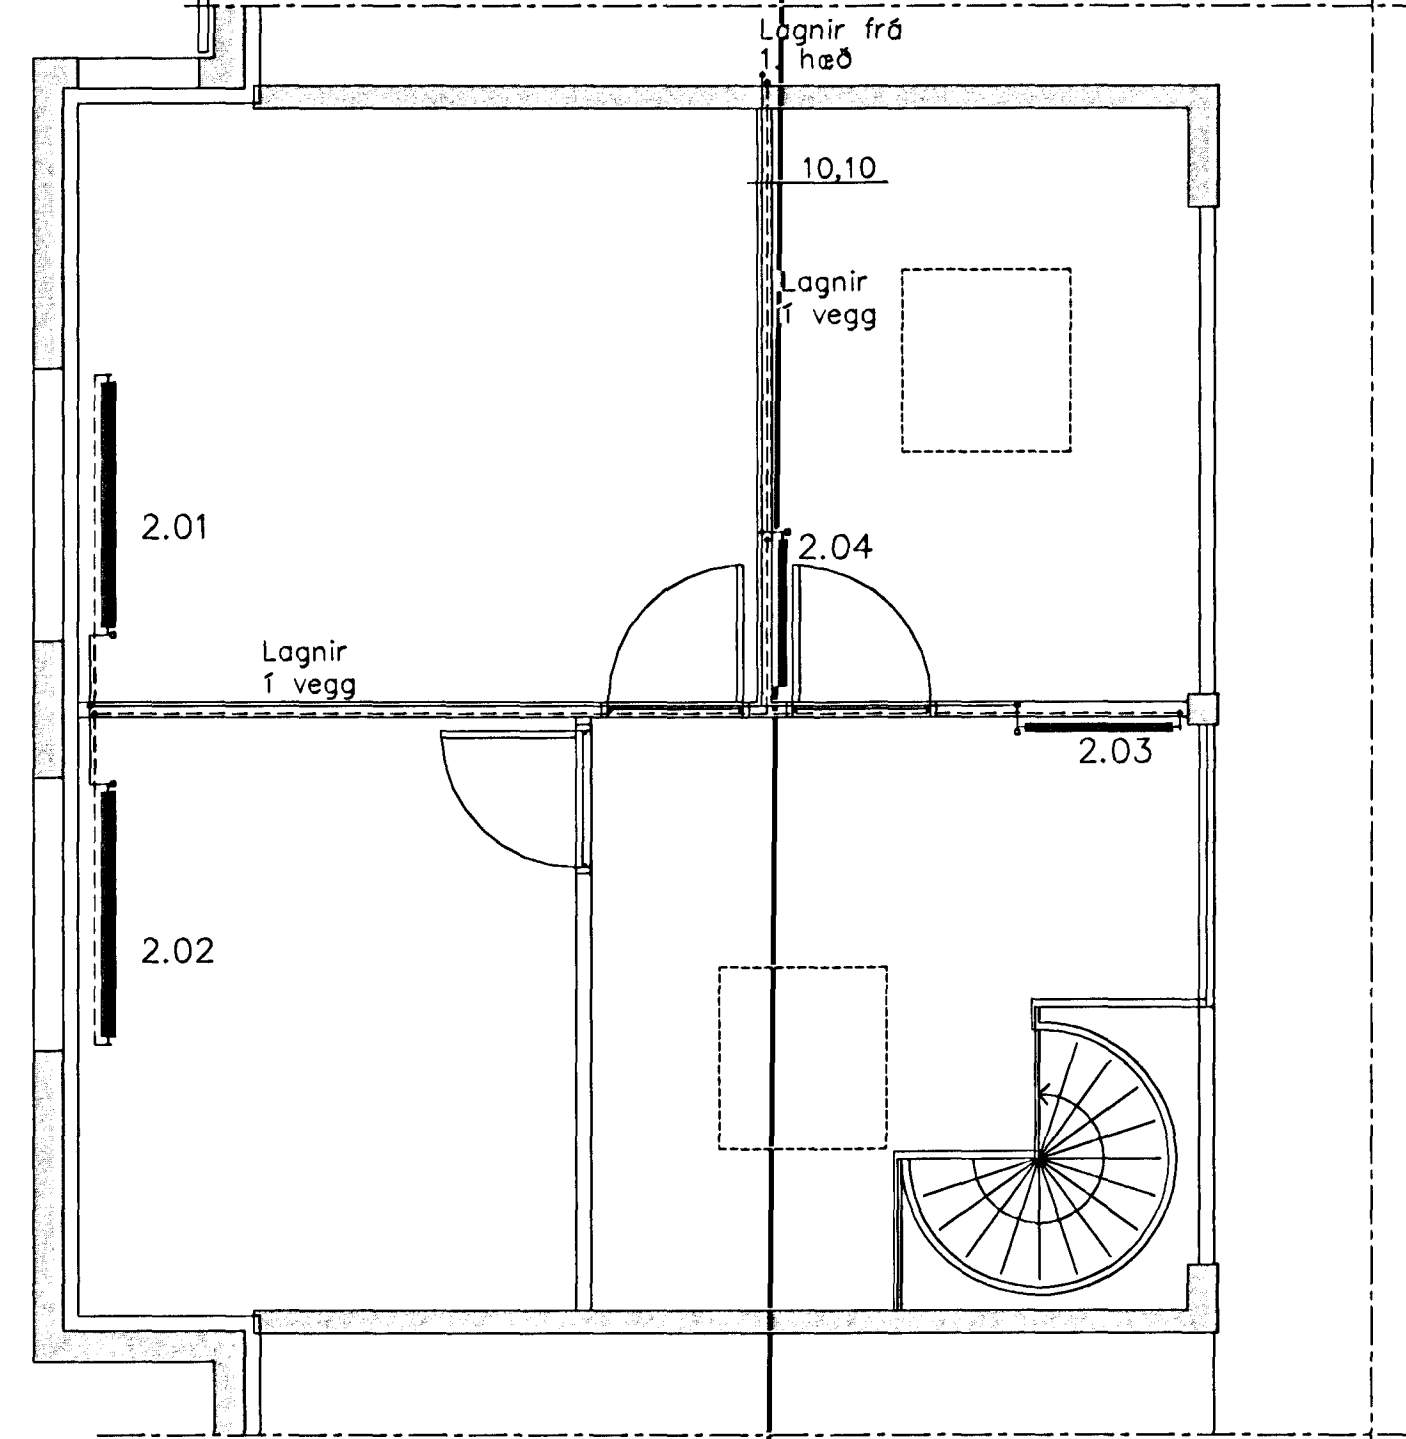 Lagnir frá
1. hæð
10,10
Lagnir
í vegg
2.01
2.04
Lagnir
í vegg
2.03
2.02